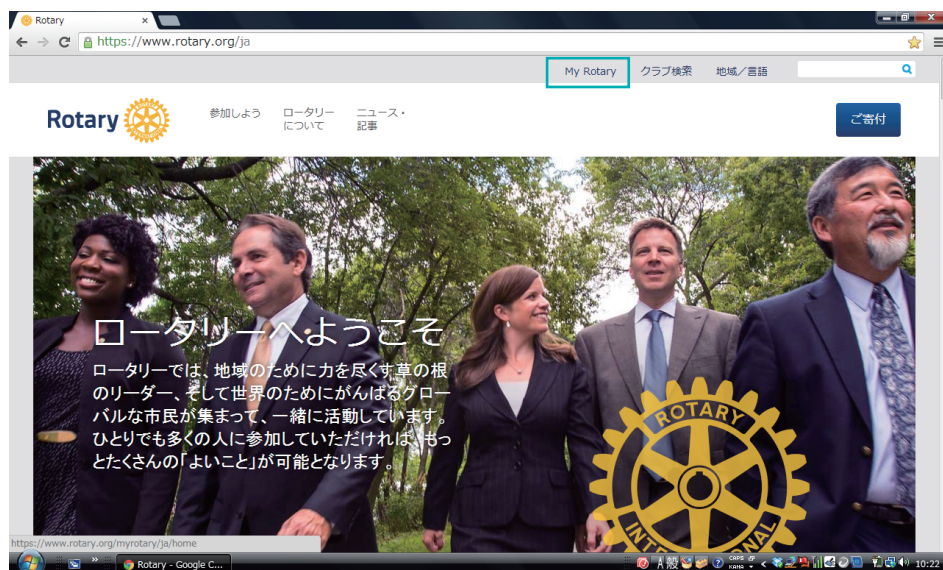 Rotary
https://www.rotary.org/ja
My Rotary クラブ検索 地域／言語
Rotary
参加しよう
ロータリー
について
ニュース・
記事
ご寄付
ロータリーへようこそ
ロータリーでは、地域のために力を尽くす草の根
のリーダー、そして世界のためにがんばるグロー
バルな市民が集まって、一緒に活動しています。
ひとりでも多くの人に参加していただければ、もっ
とたくさんの「よいこと」が可能となります。
ROTARY
INTERNATIONAL
https://www.rotary.org/myrotary/ja/home
Rotary - Google C...
A 般
CAPS
KANA
10:22